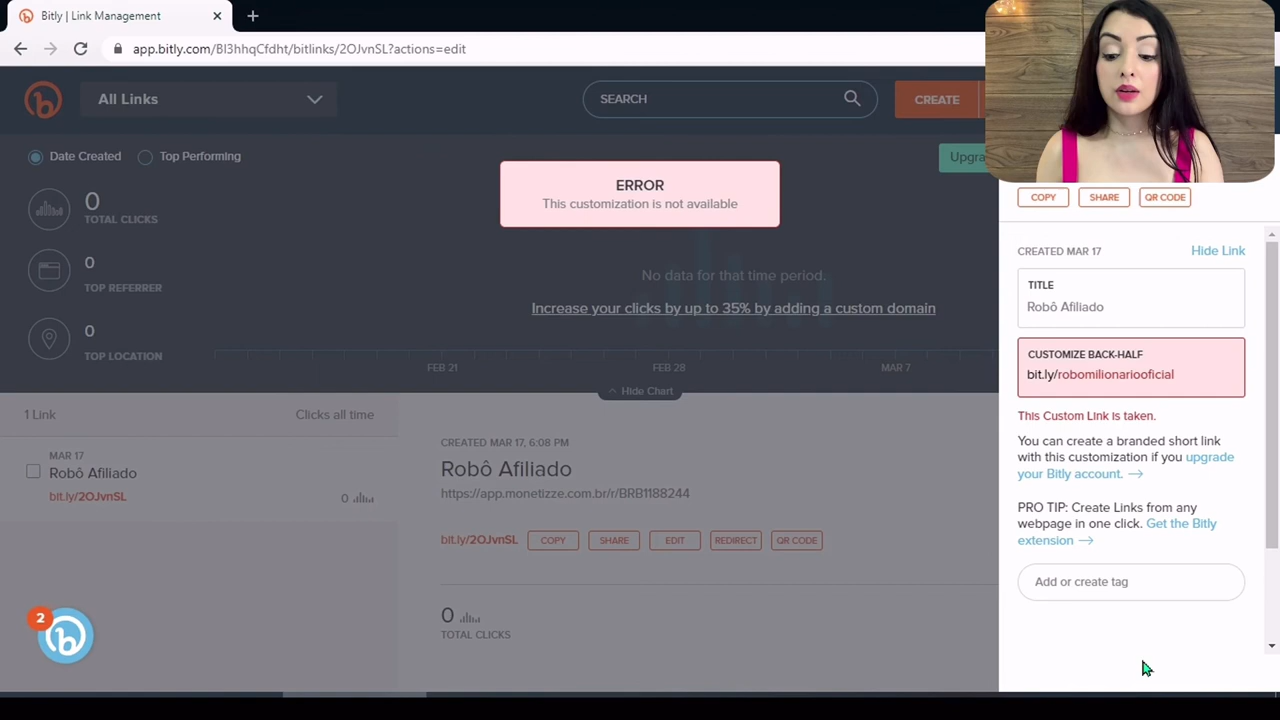 Bitly | Link Management
app.bitly.com/Bl3hhqCfdht/bitlinks/2OJvnSL?actions=edit
All Links
SEARCH
CREATE
Date Created
Top Performing
Upgra
0
TOTAL CLICKS
0
TOP REFERRER
0
TOP LOCATION
ERROR
This customization is not available
No data for that time period.
Increase your clicks by up to 35% by adding a custom domain
FEB 21
FEB 28
MAR 7
Hide Chart
1 Link
Clicks all time
MAR 17
Robô Afiliado
bit.ly/2OJvnSL
0
2
CREATED MAR 17, 6:08 PM
Robô Afiliado
https://app.monetizze.com.br/r/BRB1188244
bit.ly/2OJvnSL
COPY
SHARE
EDIT
REDIRECT
QR CODE
0
TOTAL CLICKS
COPY
SHARE
QR CODE
CREATED MAR 17
Hide Link
TITLE
Robô Afiliado
CUSTOMIZE BACK-HALF
bit.ly/robomilionariooficial
This Custom Link is taken.
You can create a branded short link
with this customization if you upgrade
your Bitly account.
PRO TIP: Create Links from any
webpage in one click. Get the Bitly
extension
Add or create tag